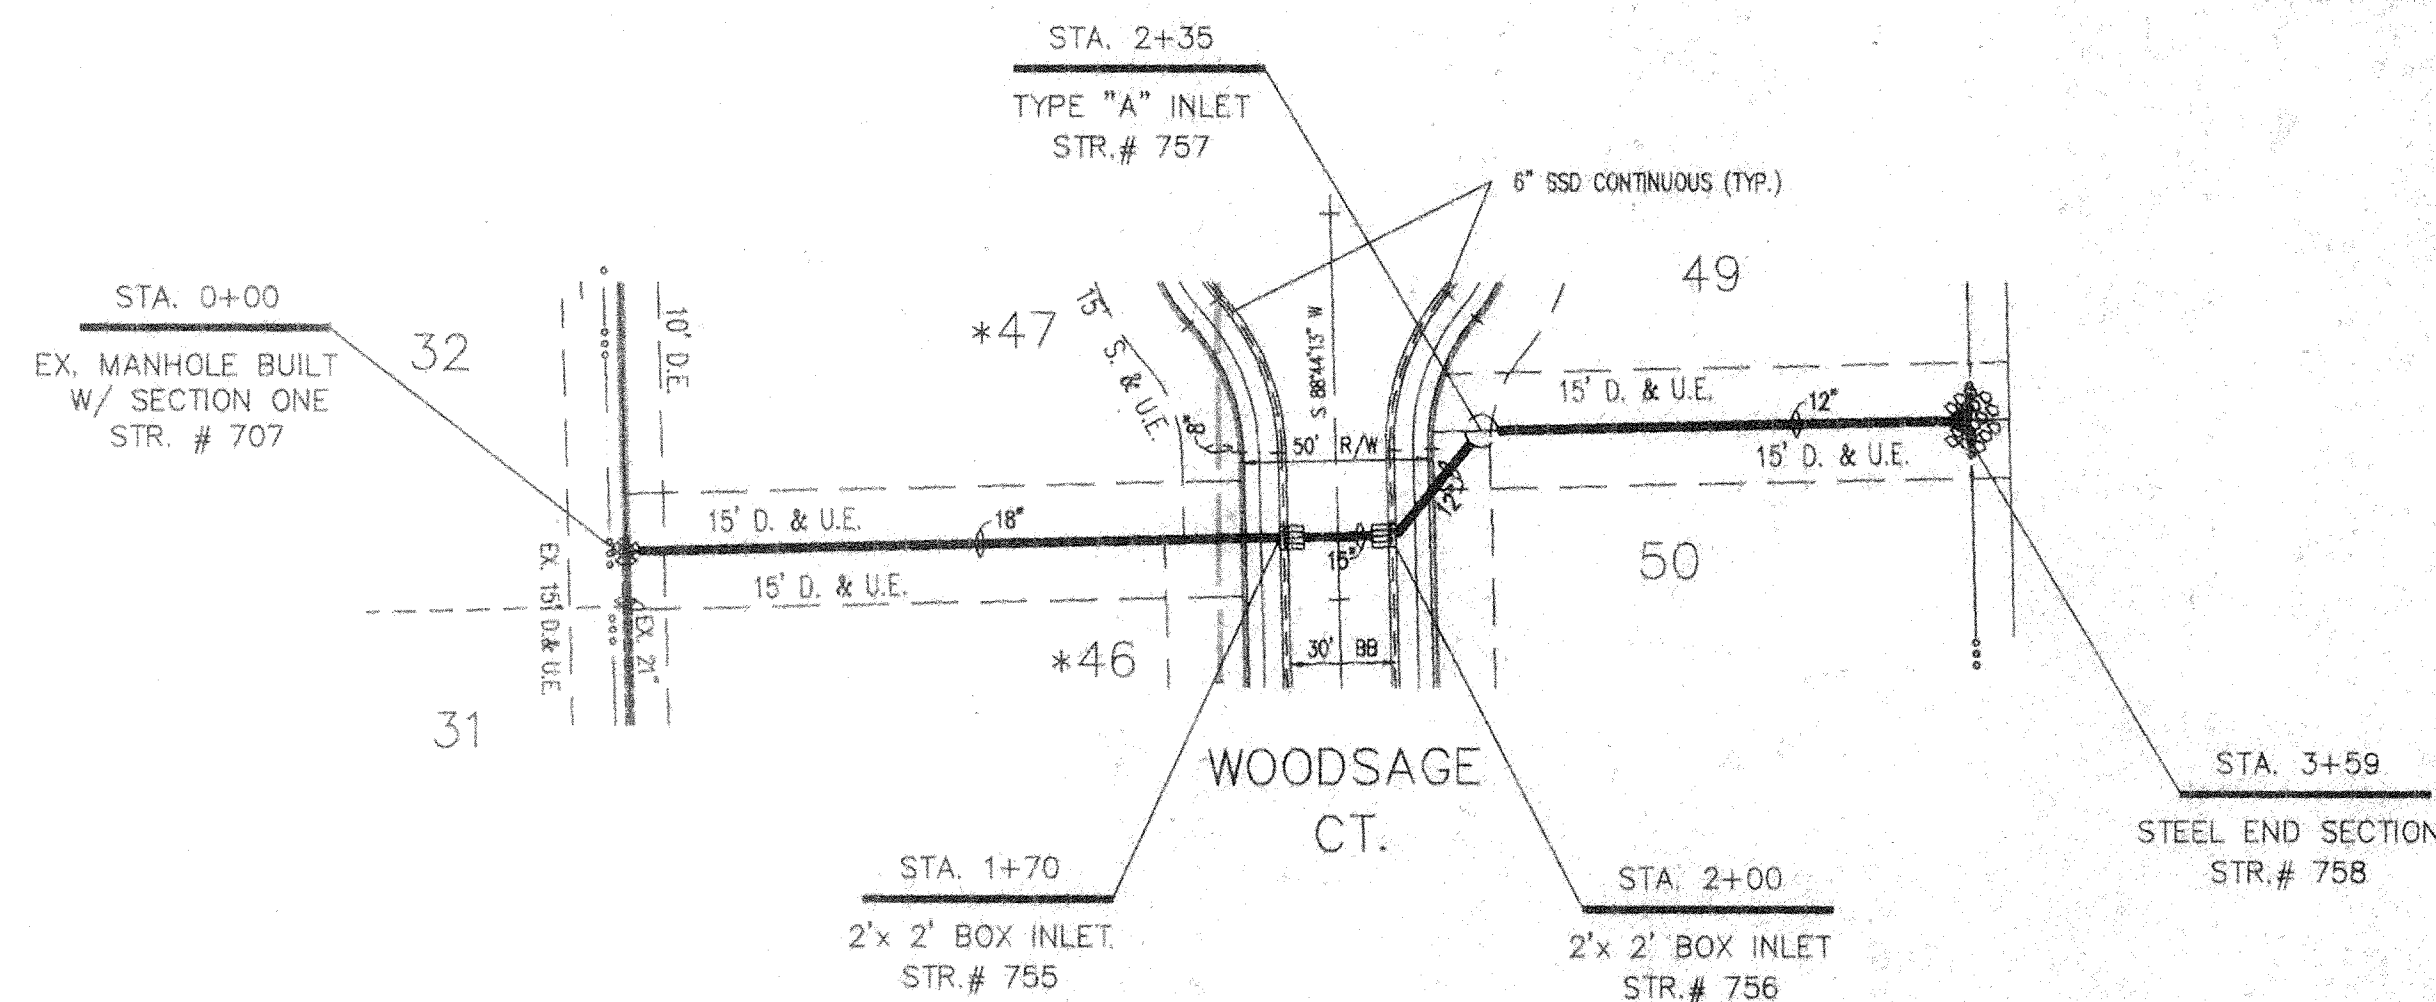 STA. 2+35
TYPE "A" INLET
STR.# 757
6" SSD CONTINUOUS (TYP.)
49
STA. 0+00
EX. MANHOLE BUILT
W/ SECTION ONE
STR. # 707
32
10' D.E.
*47
15' S. & U.E.
*8'
S 88°44'13" W
50' R/W
15' D. & U.E.
12"
15' D. & U.E.
12"
15' D. & U.E.
18"
15' D. & U.E.
15"
EX. 15' D.& U.E.
EX. 21"
50
*46
30' BB
31
WOODSAGE
CT.
STA. 3+59
STEEL END SECTION
STR.# 758
STA. 1+70
2'x 2' BOX INLET
STR.# 755
STA. 2+00
2'x 2' BOX INLET
STR.# 756